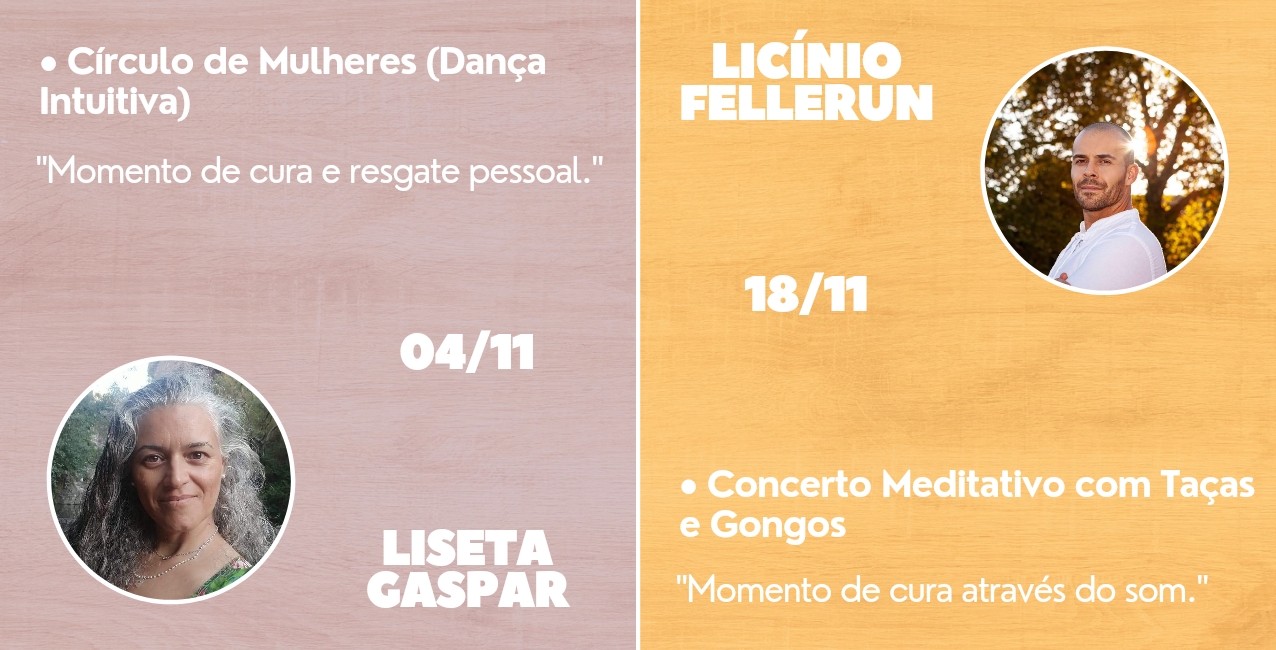 ● Círculo de Mulheres (Dança
Intuitiva)
"Momento de cura e resgate pessoal."
04/11
LISETA
GASPAR
LICÍNIO
FELLERUN
18/11
● Concerto Meditativo com Taças
e Gongos
"Momento de cura através do som."